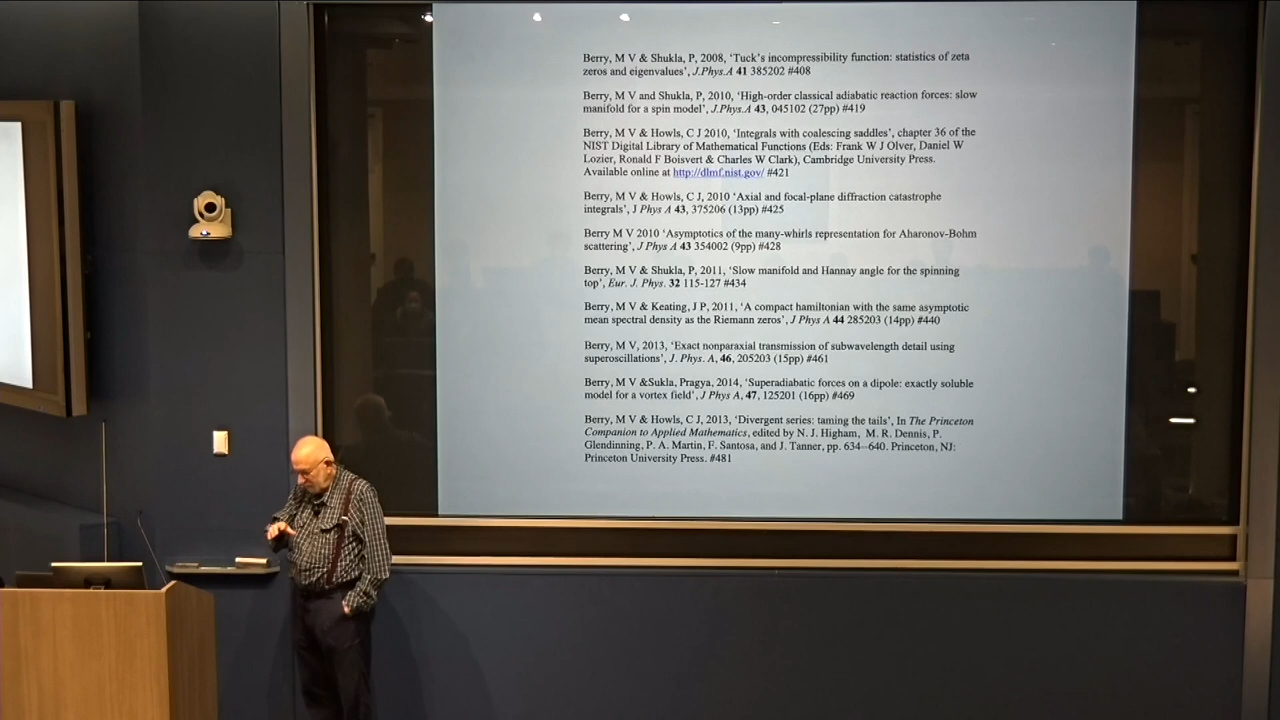 Berry, M V & Shukla, P, 2008, ‘Tuck's incompressibility function: statistics of zeta
zeros and eigenvalues’, J.Phys.A 41 385202 #408
Berry, M V and Shukla, P, 2010, ‘High-order classical adiabatic reaction forces: slow
manifold for a spin model’, J.Phys.A 43, 045102 (27pp) #419
Berry, M V & Howls, C J 2010, ‘Integrals with coalescing saddles’, chapter 36 of the
NIST Digital Library of Mathematical Functions (Eds: Frank W J Olver, Daniel W
Lozier, Ronald F Boisvert & Charles W Clark), Cambridge University Press.
Available online at http://dlmf.nist.gov/ #421
Berry, M V & Howls, C J, 2010 ‘Axial and focal-plane diffraction catastrophe
integrals’, J Phys A 43, 375206 (13pp) #425
Berry M V 2010 ‘Asymptotics of the many-whirls representation for Aharonov-Bohm
scattering’, J Phys A 43 354002 (9pp) #428
Berry, M V & Shukla, P, 2011, ‘Slow manifold and Hannay angle for the spinning
top’, Eur. J. Phys. 32 115-127 #434
Berry, M V & Keating, J P, 2011, ‘A compact hamiltonian with the same asymptotic
mean spectral density as the Riemann zeros’, J Phys A 44 285203 (14pp) #440
Berry, M V, 2013, ‘Exact nonparaxial transmission of subwavelength detail using
superoscillations’, J. Phys. A, 46, 205203 (15pp) #461
Berry, M V &Sukla, Pragya, 2014, ‘Superadiabatic forces on a dipole: exactly soluble
model for a vortex field’, J Phys A, 47, 125201 (16pp) #469
Berry, M V & Howls, C J, 2013, ‘Divergent series: taming the tails’, In The Princeton
Companion to Applied Mathematics, edited by N. J. Higham, M. R. Dennis, P.
Glendinning, P. A. Martin, F. Santosa, and J. Tanner, pp. 634–640. Princeton, NJ:
Princeton University Press. #481